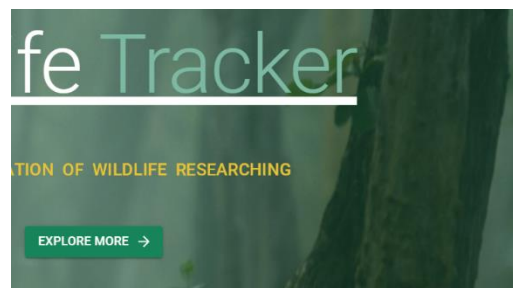 fe Tracker
ATION OF WILDLIFE RESEARCHING
EXPLORE MORE →